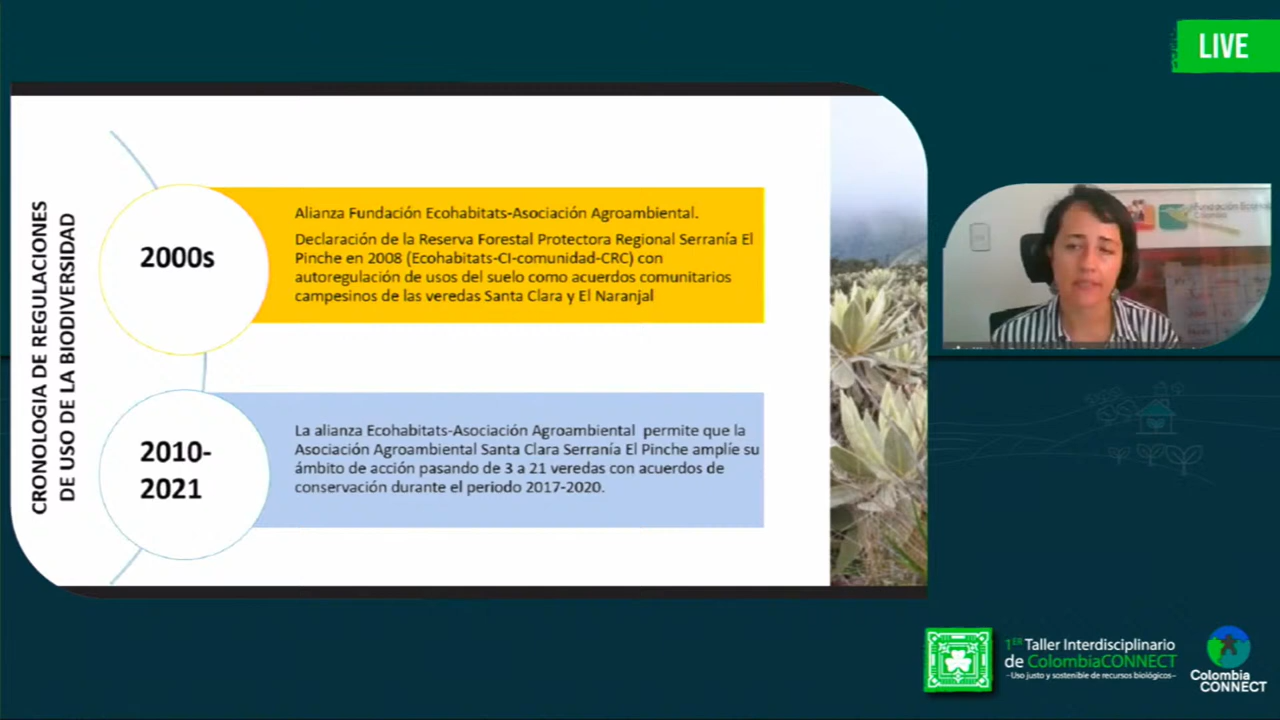 LIVE
CRONOLOGIA DE REGULACIONES
DE USO DE LA BIODIVERSIDAD
2000s
Alianza Fundación Ecohabitats-Asociación Agroambiental.
Declaración de la Reserva Forestal Protectora Regional Serranía El
Pinche en 2008 (Ecohabitats-CI-comunidad-CRC) con
autoregulación de usos del suelo como acuerdos comunitarios
campesinos de las veredas Santa Clara y El Naranjal
2010-
2021
La alianza Ecohabitats-Asociación Agroambiental permite que la
Asociación Agroambiental Santa Clara Serranía El Pinche amplíe su
ámbito de acción pasando de 3 a 21 veredas con acuerdos de
conservación durante el periodo 2017-2020.
Fundación
Colombia
1ER Taller Interdisciplinario
de ColombiaCONNECT
-Uso justo y sostenible de recursos biológicos-
Colombia
CONNECT